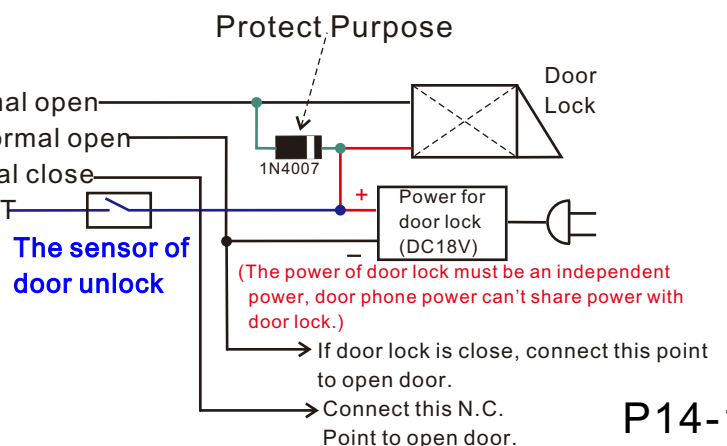 Protect Purpose
Door
Lock
nal open
ormal open
al close
1N4007
T
+
Power for
door lock
(DC18V)
–
The sensor of
door unlock
(The power of door lock must be an independent
power, door phone power can't share power with
door lock.)
If door lock is close, connect this point
to open door.
Connect this N.C.
Point to open door.
P14-